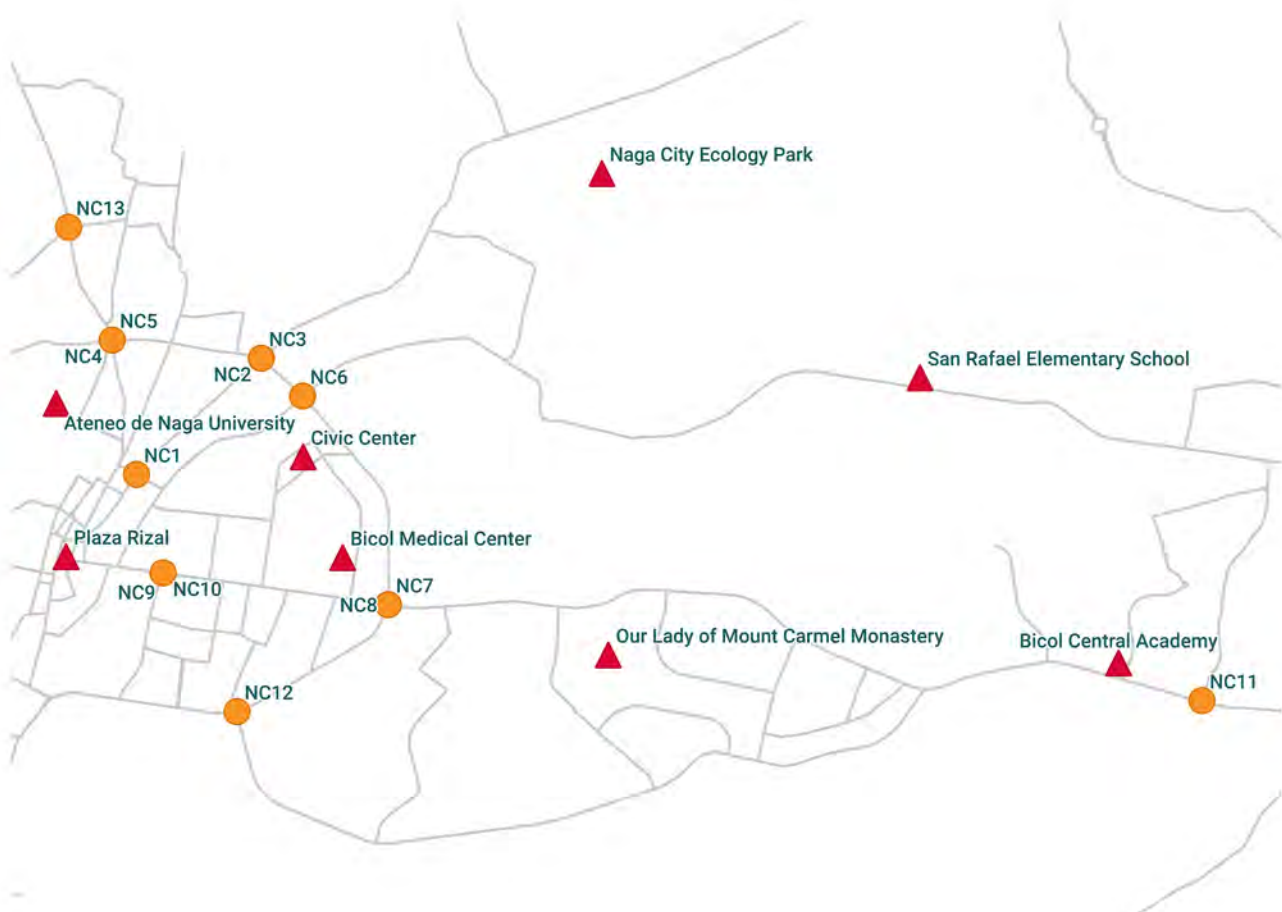 Naga City Ecology Park
NC13
NC5
NC4
NC3
NC2
NC6
San Rafael Elementary School
Ateneo de Naga University
Civic Center
NC1
Plaza Rizal
Bicol Medical Center
NC9
NC10
NC7
NC8
Our Lady of Mount Carmel Monastery
Bicol Central Academy
NC11
NC12